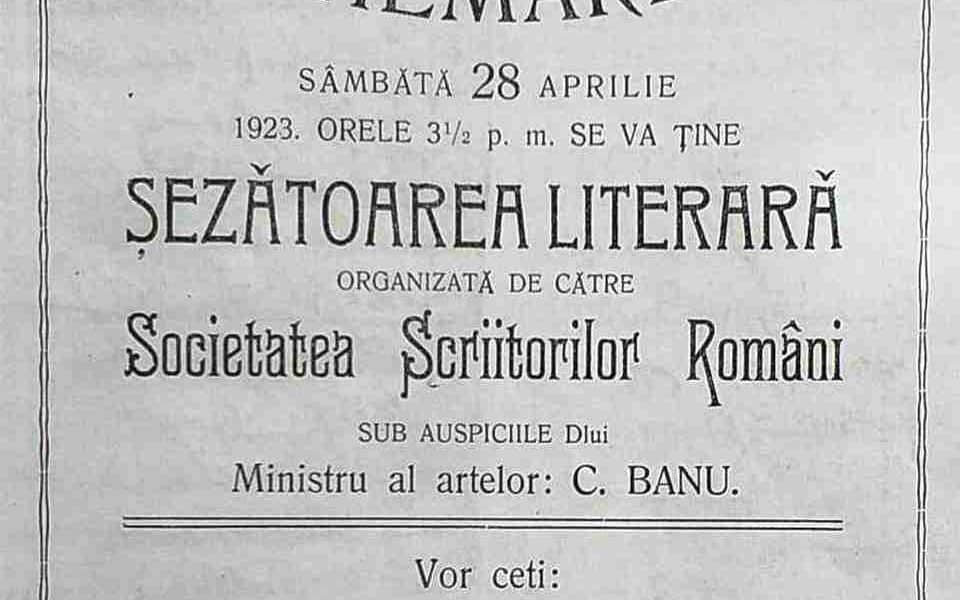 SÂMBĂTĂ 28 APRILIE
1923. ORELE 3½ p. m. SE VA ȚINE
ȘEZĂTOAREA LITERARĂ
ORGANIZATĂ DE CĂTRE
Societatea Scriitorilor Români
SUB AUSPICIILE Dlui
Ministru al artelor: C. BANU.
Vor ceti: